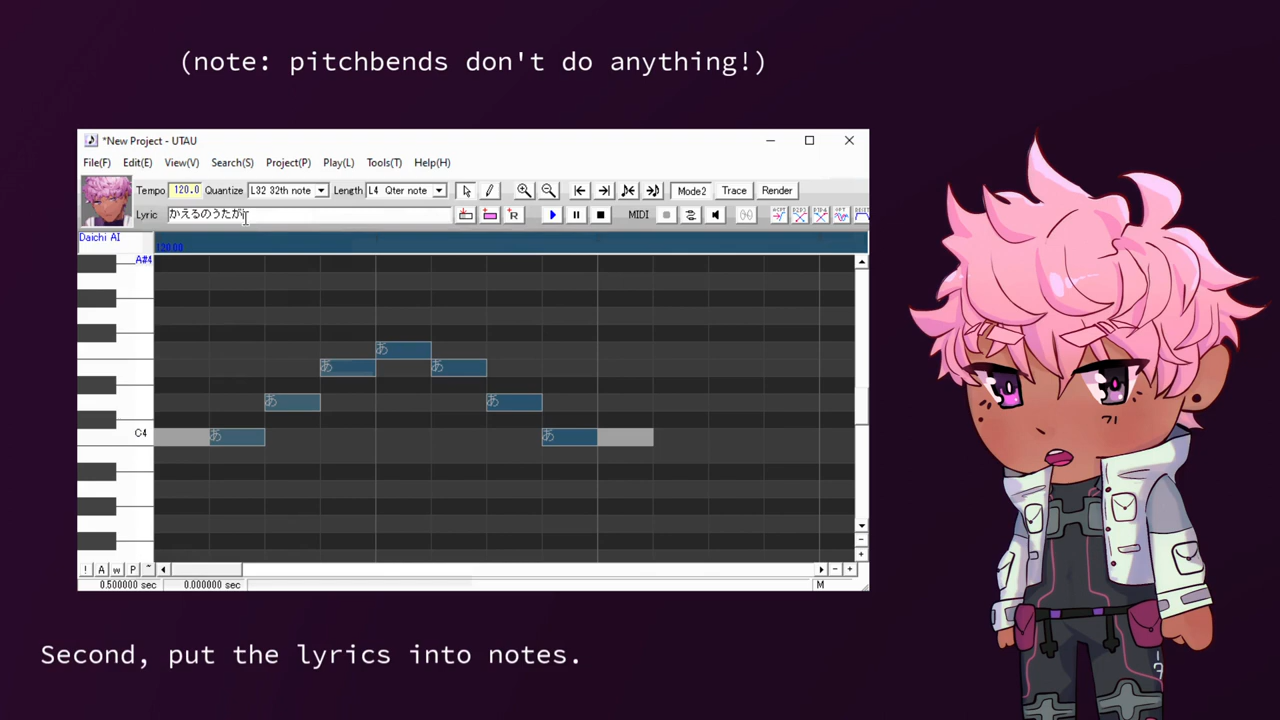 (note: pitchbends don't do anything!)
*New Project - UTAU
File(F) Edit(E) View(V) Search(S) Project(P) Play(L) Tools(T) Help(H)
Tempo 120.0 Quantize L32 32th note Length L4 Qter note Mode2 Trace Render
Lyric かえるのうたが R MIDI
Daichi AI
120.00
A#4
あ
あ あ
あ あ
C4 あ あ
! A w P ~
0.500000 sec 0.000000 sec M
Second, put the lyrics into notes.